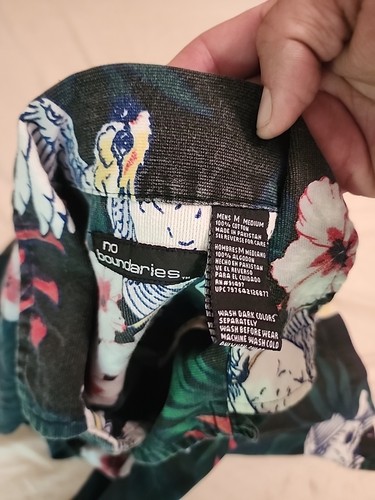 no
boundaries
MENS M MEDIUM
100% COTTON
MADE IN PAKISTAN
SEE REVERSE FOR CARE
HOMBRES M MEDIANO
100% ALGODON
HECHO EN PAKISTAN
VE EL REVERSO
PARA EL CUIDADO
WASH DARK COLORS
SEPARATELY
WASH BEFORE WEAR
MACHINE WASH COLD